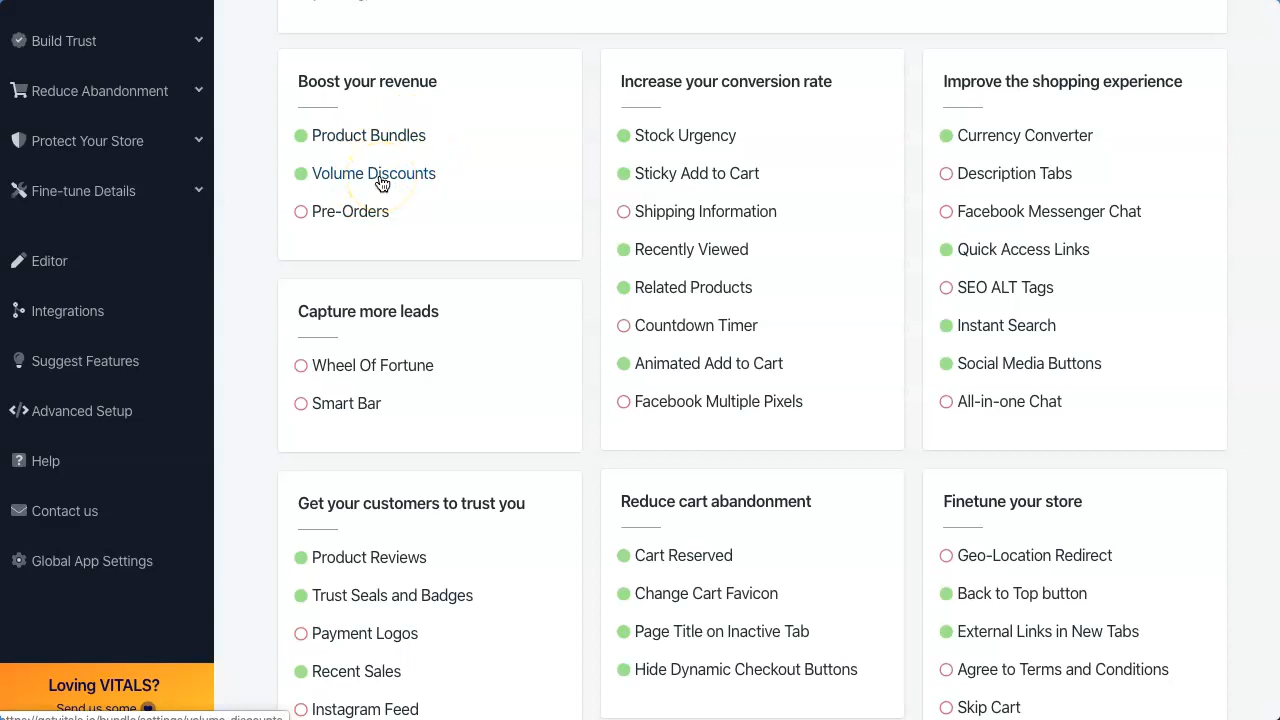 Build Trust
Reduce Abandonment
Protect Your Store
Fine-tune Details
Editor
Integrations
Suggest Features
Advanced Setup
Help
Contact us
Global App Settings
Loving VITALS?
Send us some
Boost your revenue
Product Bundles
Volume Discounts
Pre-Orders
Capture more leads
Wheel Of Fortune
Smart Bar
Get your customers to trust you
Product Reviews
Trust Seals and Badges
Payment Logos
Recent Sales
Instagram Feed
Increase your conversion rate
Stock Urgency
Sticky Add to Cart
Shipping Information
Recently Viewed
Related Products
Countdown Timer
Animated Add to Cart
Facebook Multiple Pixels
Reduce cart abandonment
Cart Reserved
Change Cart Favicon
Page Title on Inactive Tab
Hide Dynamic Checkout Buttons
Improve the shopping experience
Currency Converter
Description Tabs
Facebook Messenger Chat
Quick Access Links
SEO ALT Tags
Instant Search
Social Media Buttons
All-in-one Chat
Finetune your store
Geo-Location Redirect
Back to Top button
External Links in New Tabs
Agree to Terms and Conditions
Skip Cart